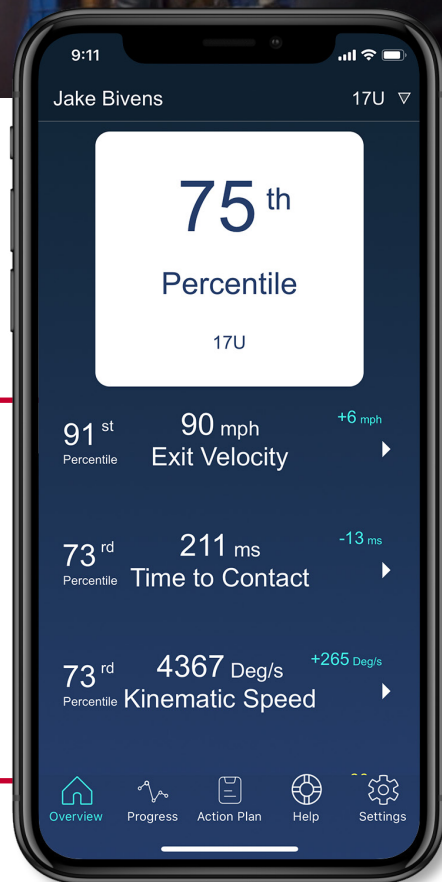 9:11
Jake Bivens 17U
75 th
Percentile
17U
91 st 90 mph +6 mph
Percentile Exit Velocity
73 rd 211 ms -13 ms
Percentile Time to Contact
73 rd 4367 Deg/s +265 Deg/s
Percentile Kinematic Speed
Overview Progress Action Plan Help Settings